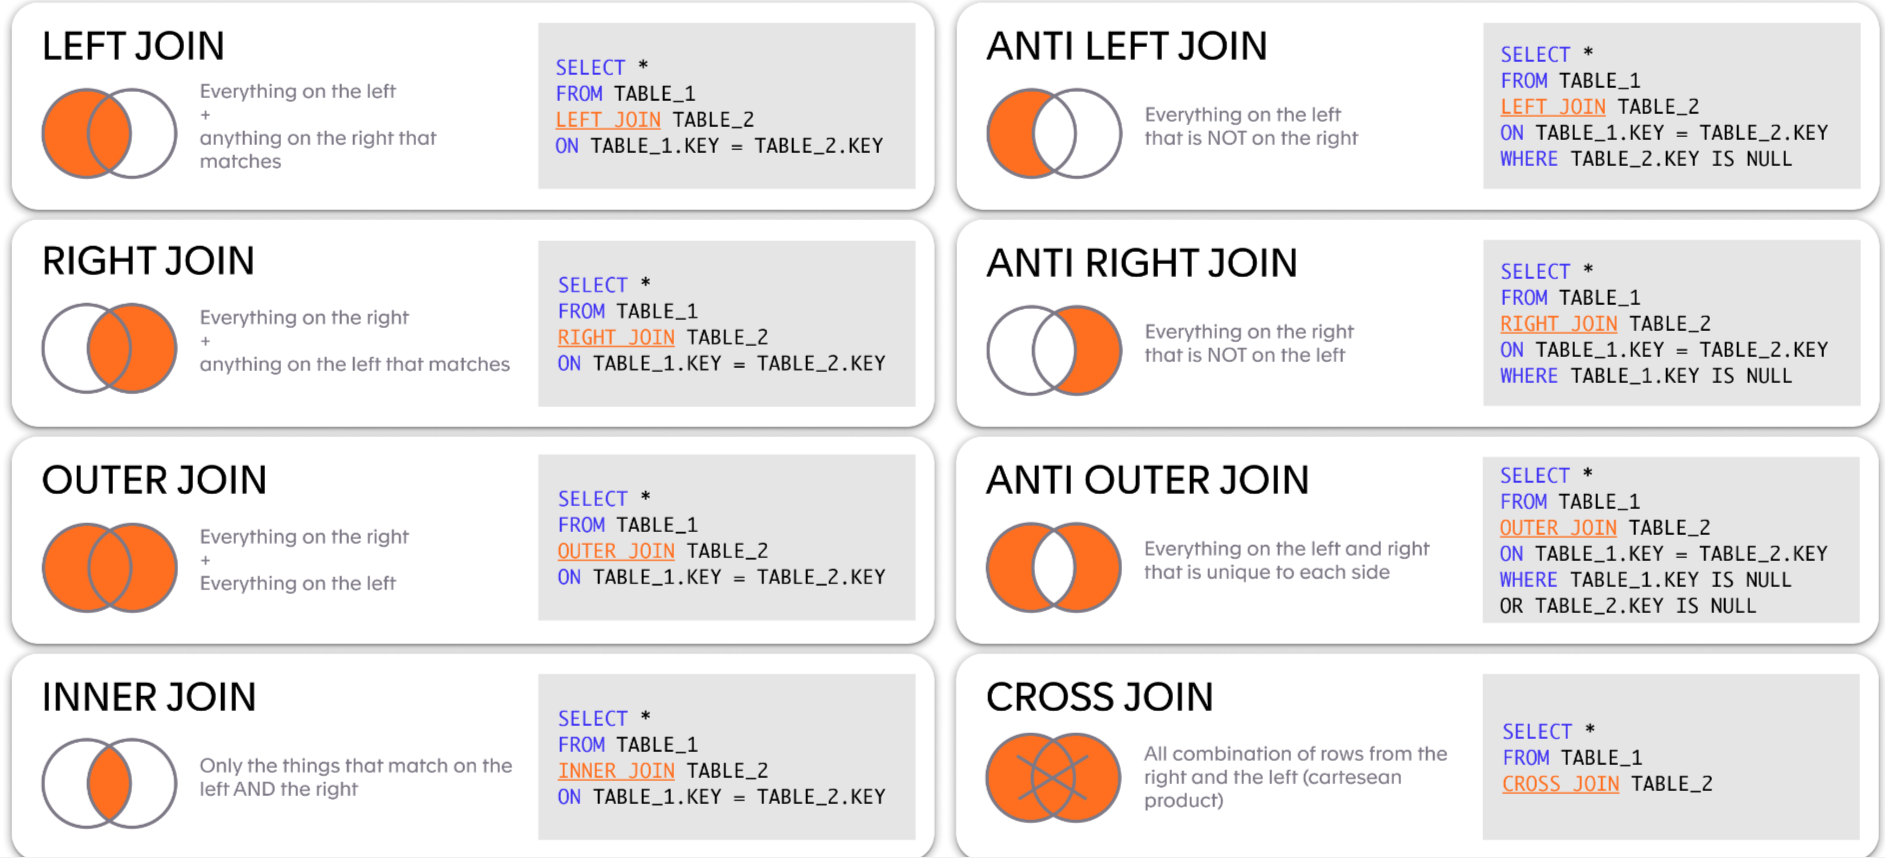 LEFT JOIN
Everything on the left
+
anything on the right that
matches
SELECT *
FROM TABLE_1
LEFT JOIN TABLE_2
ON TABLE_1.KEY = TABLE_2.KEY
ANTI LEFT JOIN
Everything on the left
that is NOT on the right
SELECT *
FROM TABLE_1
LEFT JOIN TABLE_2
ON TABLE_1.KEY = TABLE_2.KEY
WHERE TABLE_2.KEY IS NULL
RIGHT JOIN
Everything on the right
+
anything on the left that matches
SELECT *
FROM TABLE_1
RIGHT JOIN TABLE_2
ON TABLE_1.KEY = TABLE_2.KEY
ANTI RIGHT JOIN
Everything on the right
that is NOT on the left
SELECT *
FROM TABLE_1
RIGHT JOIN TABLE_2
ON TABLE_1.KEY = TABLE_2.KEY
WHERE TABLE_1.KEY IS NULL
OUTER JOIN
Everything on the right
+
Everything on the left
SELECT *
FROM TABLE_1
OUTER JOIN TABLE_2
ON TABLE_1.KEY = TABLE_2.KEY
ANTI OUTER JOIN
Everything on the left and right
that is unique to each side
SELECT *
FROM TABLE_1
OUTER JOIN TABLE_2
ON TABLE_1.KEY = TABLE_2.KEY
WHERE TABLE_1.KEY IS NULL
OR TABLE_2.KEY IS NULL
INNER JOIN
Only the things that match on the
left AND the right
SELECT *
FROM TABLE_1
INNER JOIN TABLE_2
ON TABLE_1.KEY = TABLE_2.KEY
CROSS JOIN
All combination of rows from the
right and the left (cartesean
product)
SELECT *
FROM TABLE_1
CROSS JOIN TABLE_2